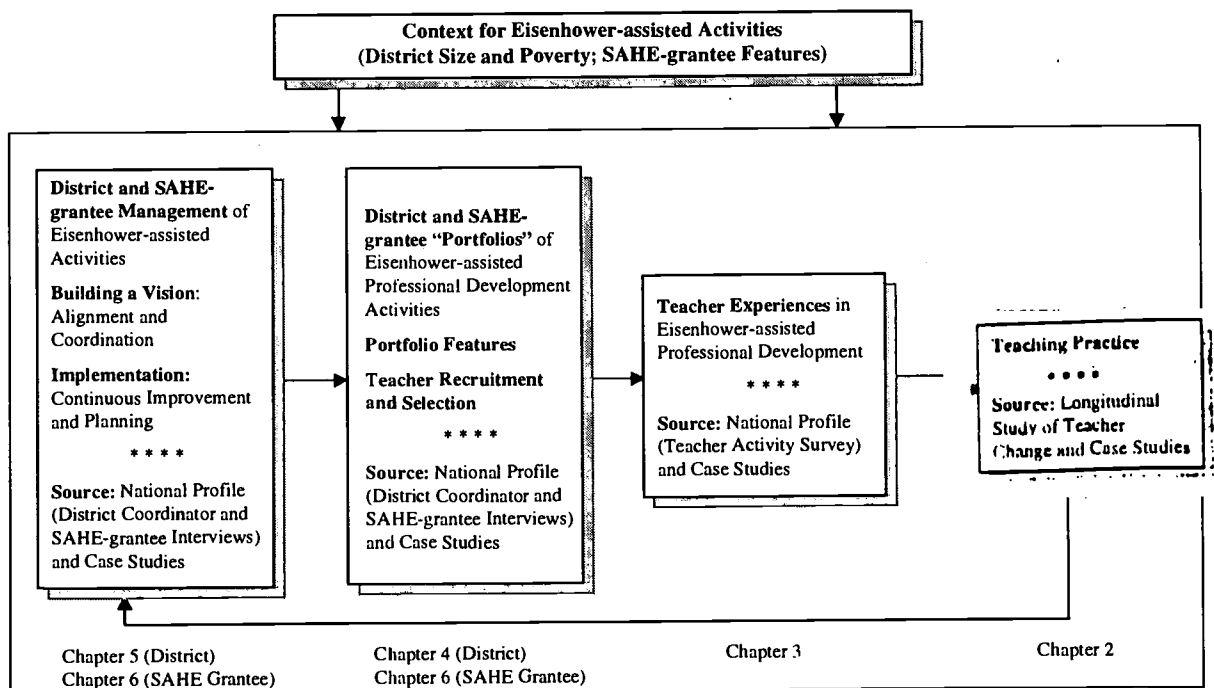 Context for Eisenhower-assisted Activities
(District Size and Poverty; SAHE-grantee Features)
District and SAHE-
grantee Management of
Eisenhower-assisted
Activities
Building a Vision:
Alignment and
Coordination
Implementation:
Continuous Improvement
and Planning
* * * *
Source: National Profile
(District Coordinator and
SAHE-grantee Interviews)
and Case Studies
District and SAHE-
grantee “Portfolios” of
Eisenhower-assisted
Professional Development
Activities
Portfolio Features
Teacher Recruitment
and Selection
* * * *
Source: National Profile
(District Coordinator and
SAHE-grantee Interviews)
and Case Studies
Teacher Experiences in
Eisenhower-assisted
Professional Development
* * * *
Source: National Profile
(Teacher Activity Survey)
and Case Studies
Teaching Practice
* * * *
Source: Longitudinal
Study of Teacher
Change and Case Studies
Chapter 5 (District)
Chapter 6 (SAHE Grantee)
Chapter 4 (District)
Chapter 6 (SAHE Grantee)
Chapter 3
Chapter 2